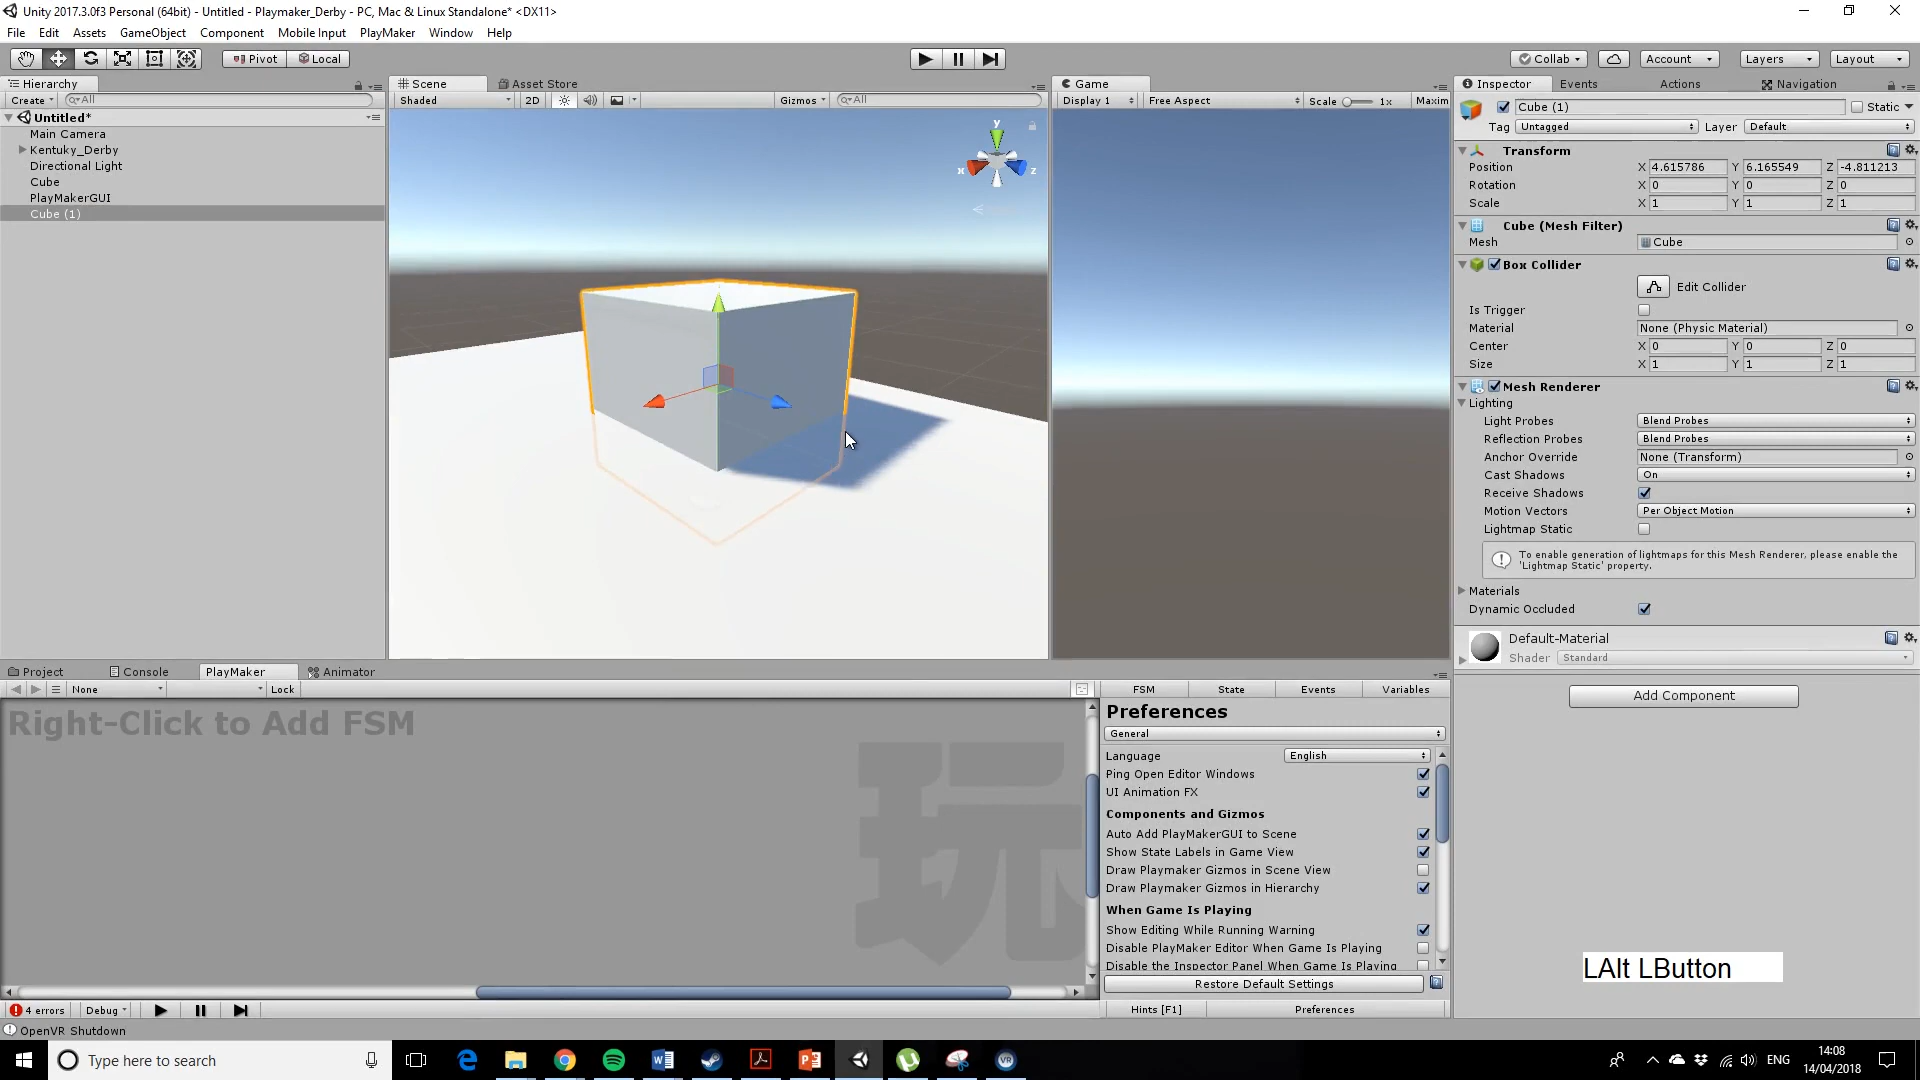 Unity 2017.3.0f3 Personal (64bit) - Untitled - Playmaker_Derby - PC, Mac & Linux Standalone* <DX11>
File Edit Assets GameObject Component Mobile Input PlayMaker Window Help
Pivot Local Collab Account Layers Layout
Hierarchy Scene Asset Store Game Inspector Events Actions Navigation
Create All Shaded 2D Gizmos All Display 1 Free Aspect Scale 1x Maxim
Untitled*
Main Camera
Kentuky_Derby
Directional Light
Cube
PlayMakerGUI
Cube (1)
y
x
z
Cube (1) Static
Tag Untagged Layer Default
Transform
Position X 4.615786 Y 6.165549 Z -4.811213
Rotation X 0 Y 0 Z 0
Scale X 1 Y 1 Z 1
Cube (Mesh Filter)
Mesh Cube
Box Collider
Edit Collider
Is Trigger
Material None (Physic Material)
Center X 0 Y 0 Z 0
Size X 1 Y 1 Z 1
Mesh Renderer
Lighting
Light Probes Blend Probes
Reflection Probes Blend Probes
Anchor Override None (Transform)
Cast Shadows On
Receive Shadows
Motion Vectors Per Object Motion
Lightmap Static
To enable generation of lightmaps for this Mesh Renderer, please enable the
'Lightmap Static' property.
Materials
Dynamic Occluded
Default-Material
Shader Standard
Add Component
Project Console PlayMaker Animator
None Lock
Right-Click to Add FSM
玩
FSM State Events Variables
Preferences
General
Language English
Ping Open Editor Windows
UI Animation FX
Components and Gizmos
Auto Add PlayMakerGUI to Scene
Show State Labels in Game View
Draw Playmaker Gizmos in Scene View
Draw Playmaker Gizmos in Hierarchy
When Game Is Playing
Show Editing While Running Warning
Disable PlayMaker Editor When Game Is Playing
Disable the Inspector Panel When Game Is Playing
Restore Default Settings
Hints [F1] Preferences
LAlt LButton
4 errors Debug
OpenVR Shutdown
Type here to search
ENG
14:08
14/04/2018